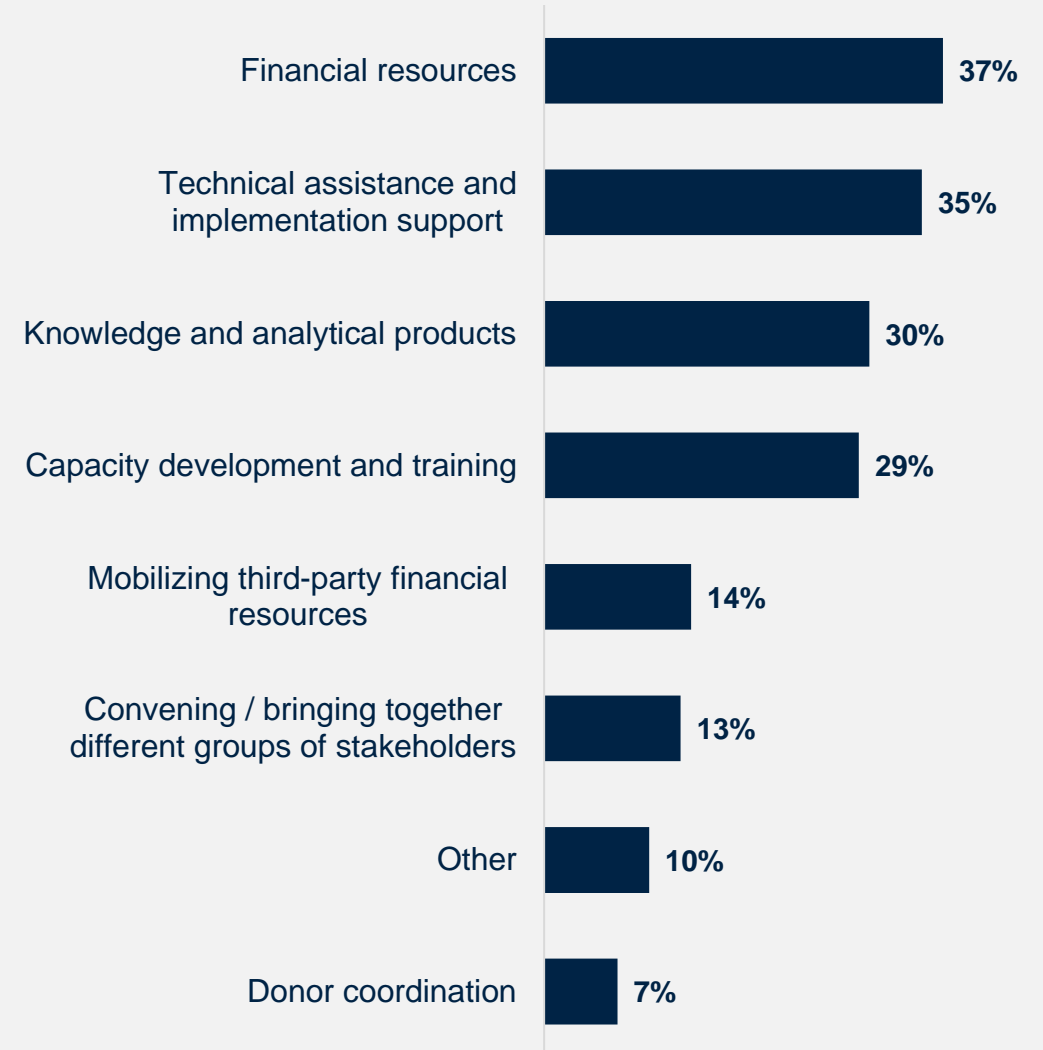 Financial resources 37%
Technical assistance and
implementation support 35%
Knowledge and analytical products 30%
Capacity development and training 29%
Mobilizing third-party financial
resources 14%
Convening / bringing together
different groups of stakeholders 13%
Other 10%
Donor coordination 7%